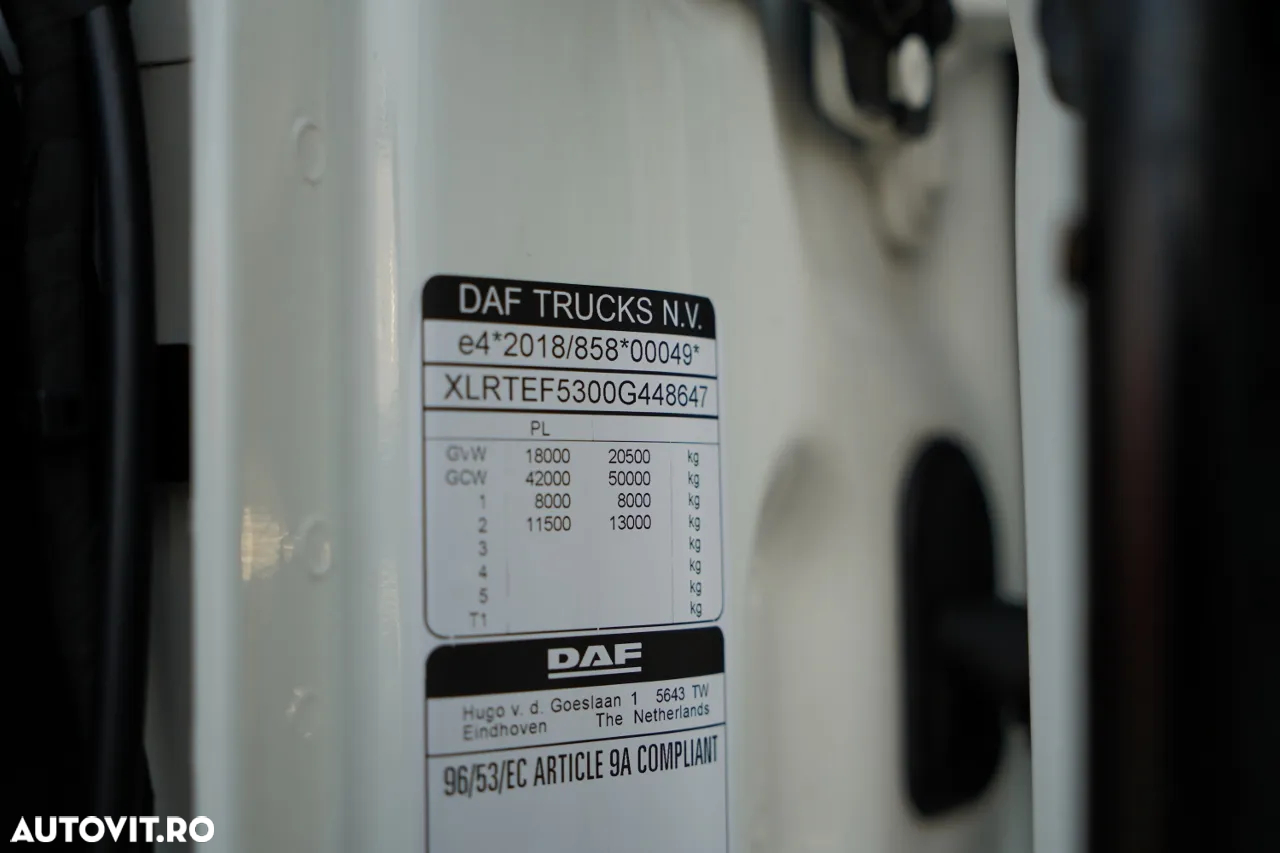 DAF TRUCKS N.V.
e4*2018/858*00049*
XLRTEF5300G448647
PL
GVW 18000 20500 kg
GCW 42000 50000 kg
1 8000 8000 kg
2 11500 13000 kg
3 kg
4 kg
5 kg
T1 kg
DAF
Hugo v. d. Goeslaan 1 5643 TW
Eindhoven The Netherlands
96/53/EC ARTICLE 9A COMPLIANT
AUTOVIT.RO